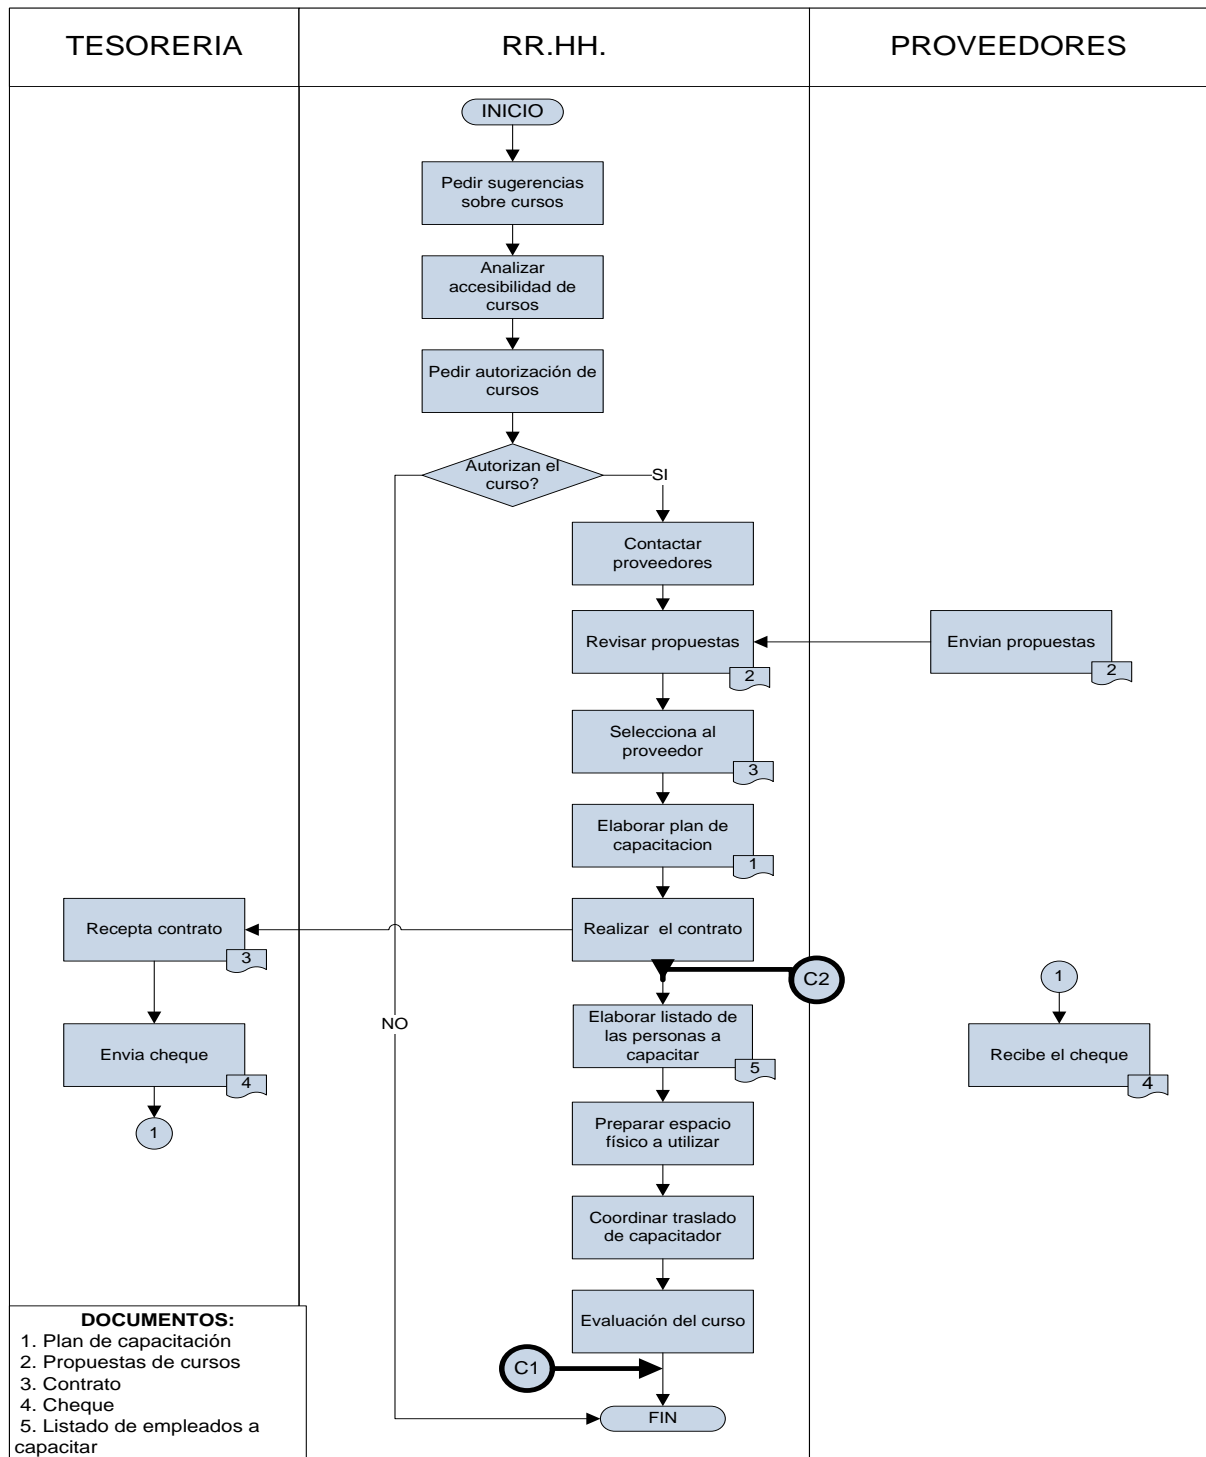 TESORERIA
RR.HH.
PROVEEDORES
INICIO
Pedir sugerencias
sobre cursos
Analizar
accesibilidad de
cursos
Pedir autorización de
cursos
Autorizan el
curso?
SI
Contactar
proveedores
Revisar propuestas
2
Envian propuestas
2
Selecciona al
proveedor
3
Elaborar plan de
capacitacion
1
Recepta contrato
3
Realizar el contrato
C2
1
NO
Elaborar listado de
las personas a
capacitar
5
Envia cheque
4
Recibe el cheque
4
1
Preparar espacio
físico a utilizar
Coordinar traslado
de capacitador
Evaluación del curso
C1
FIN
DOCUMENTOS:
1. Plan de capacitación
2. Propuestas de cursos
3. Contrato
4. Cheque
5. Listado de empleados a
capacitar